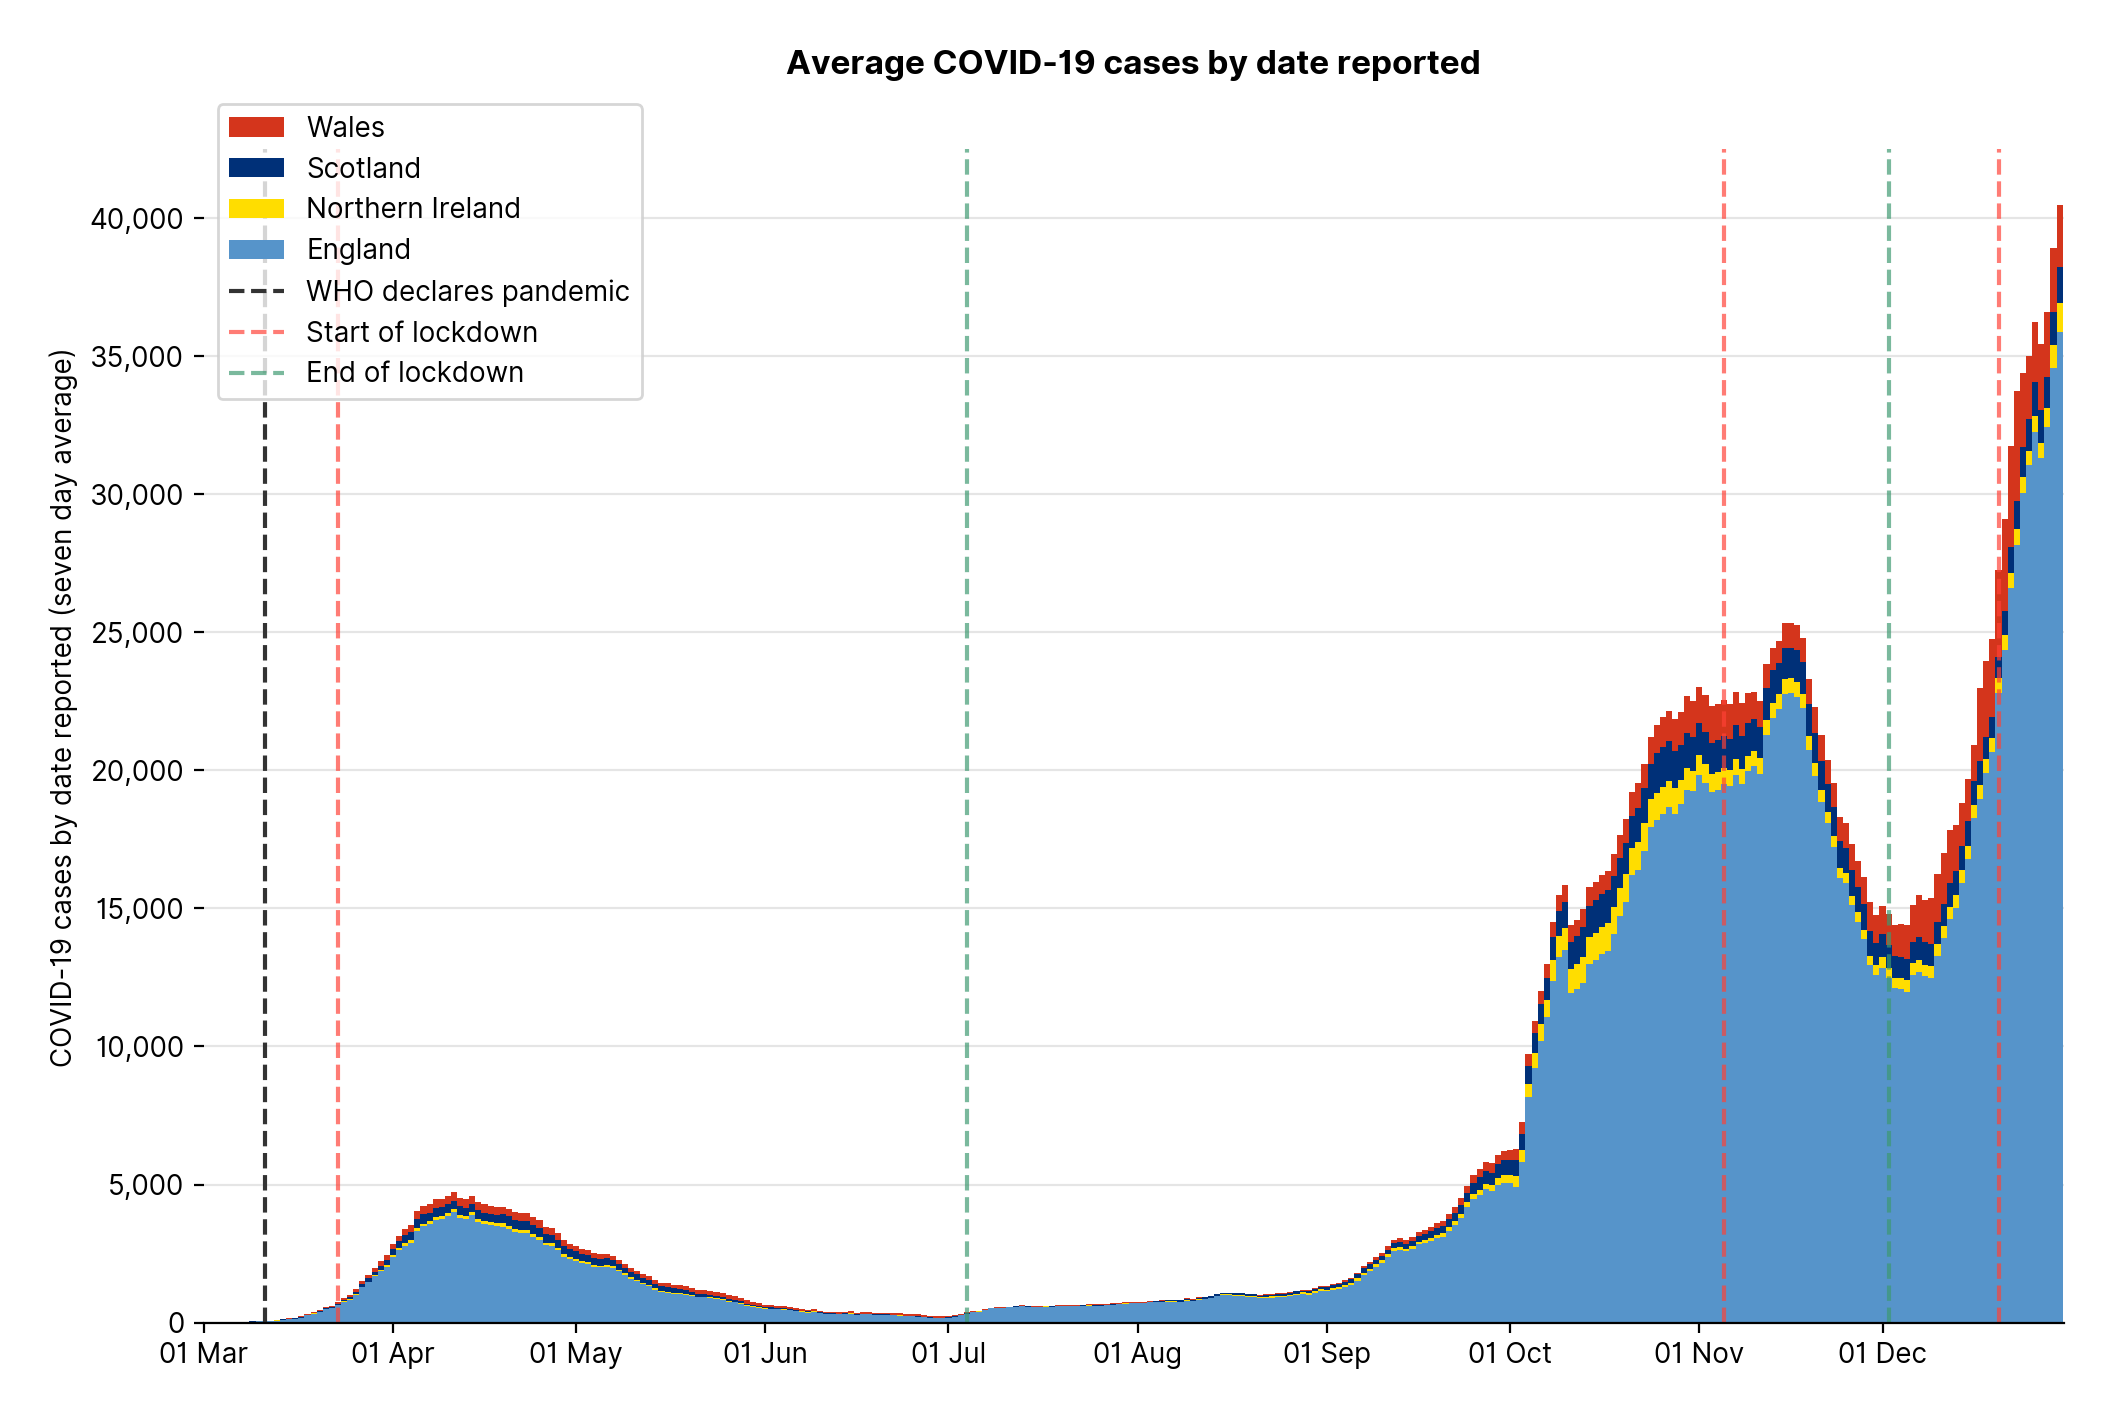 Average COVID-19 cases by date reported
Wales
Scotland
Northern Ireland
England
WHO declares pandemic
Start of lockdown
End of lockdown
COVID-19 cases by date reported (seven day average)
40,000
35,000
30,000
25,000
20,000
15,000
10,000
5,000
0
01 Mar 01 Apr 01 May 01 Jun 01 Jul 01 Aug 01 Sep 01 Oct 01 Nov 01 Dec